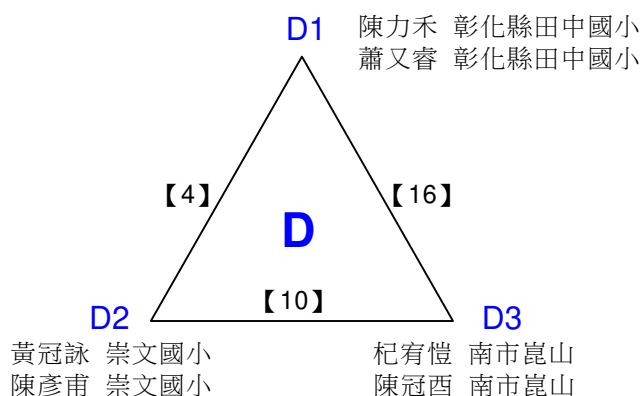 D1
陳力禾 彰化縣田中國小
蕭又睿 彰化縣田中國小
【4】
【16】
D
【10】
D2
D3
黃冠詠 崇文國小
陳彥甫 崇文國小
杞宥愷 南市崑山
陳冠酉 南市崑山